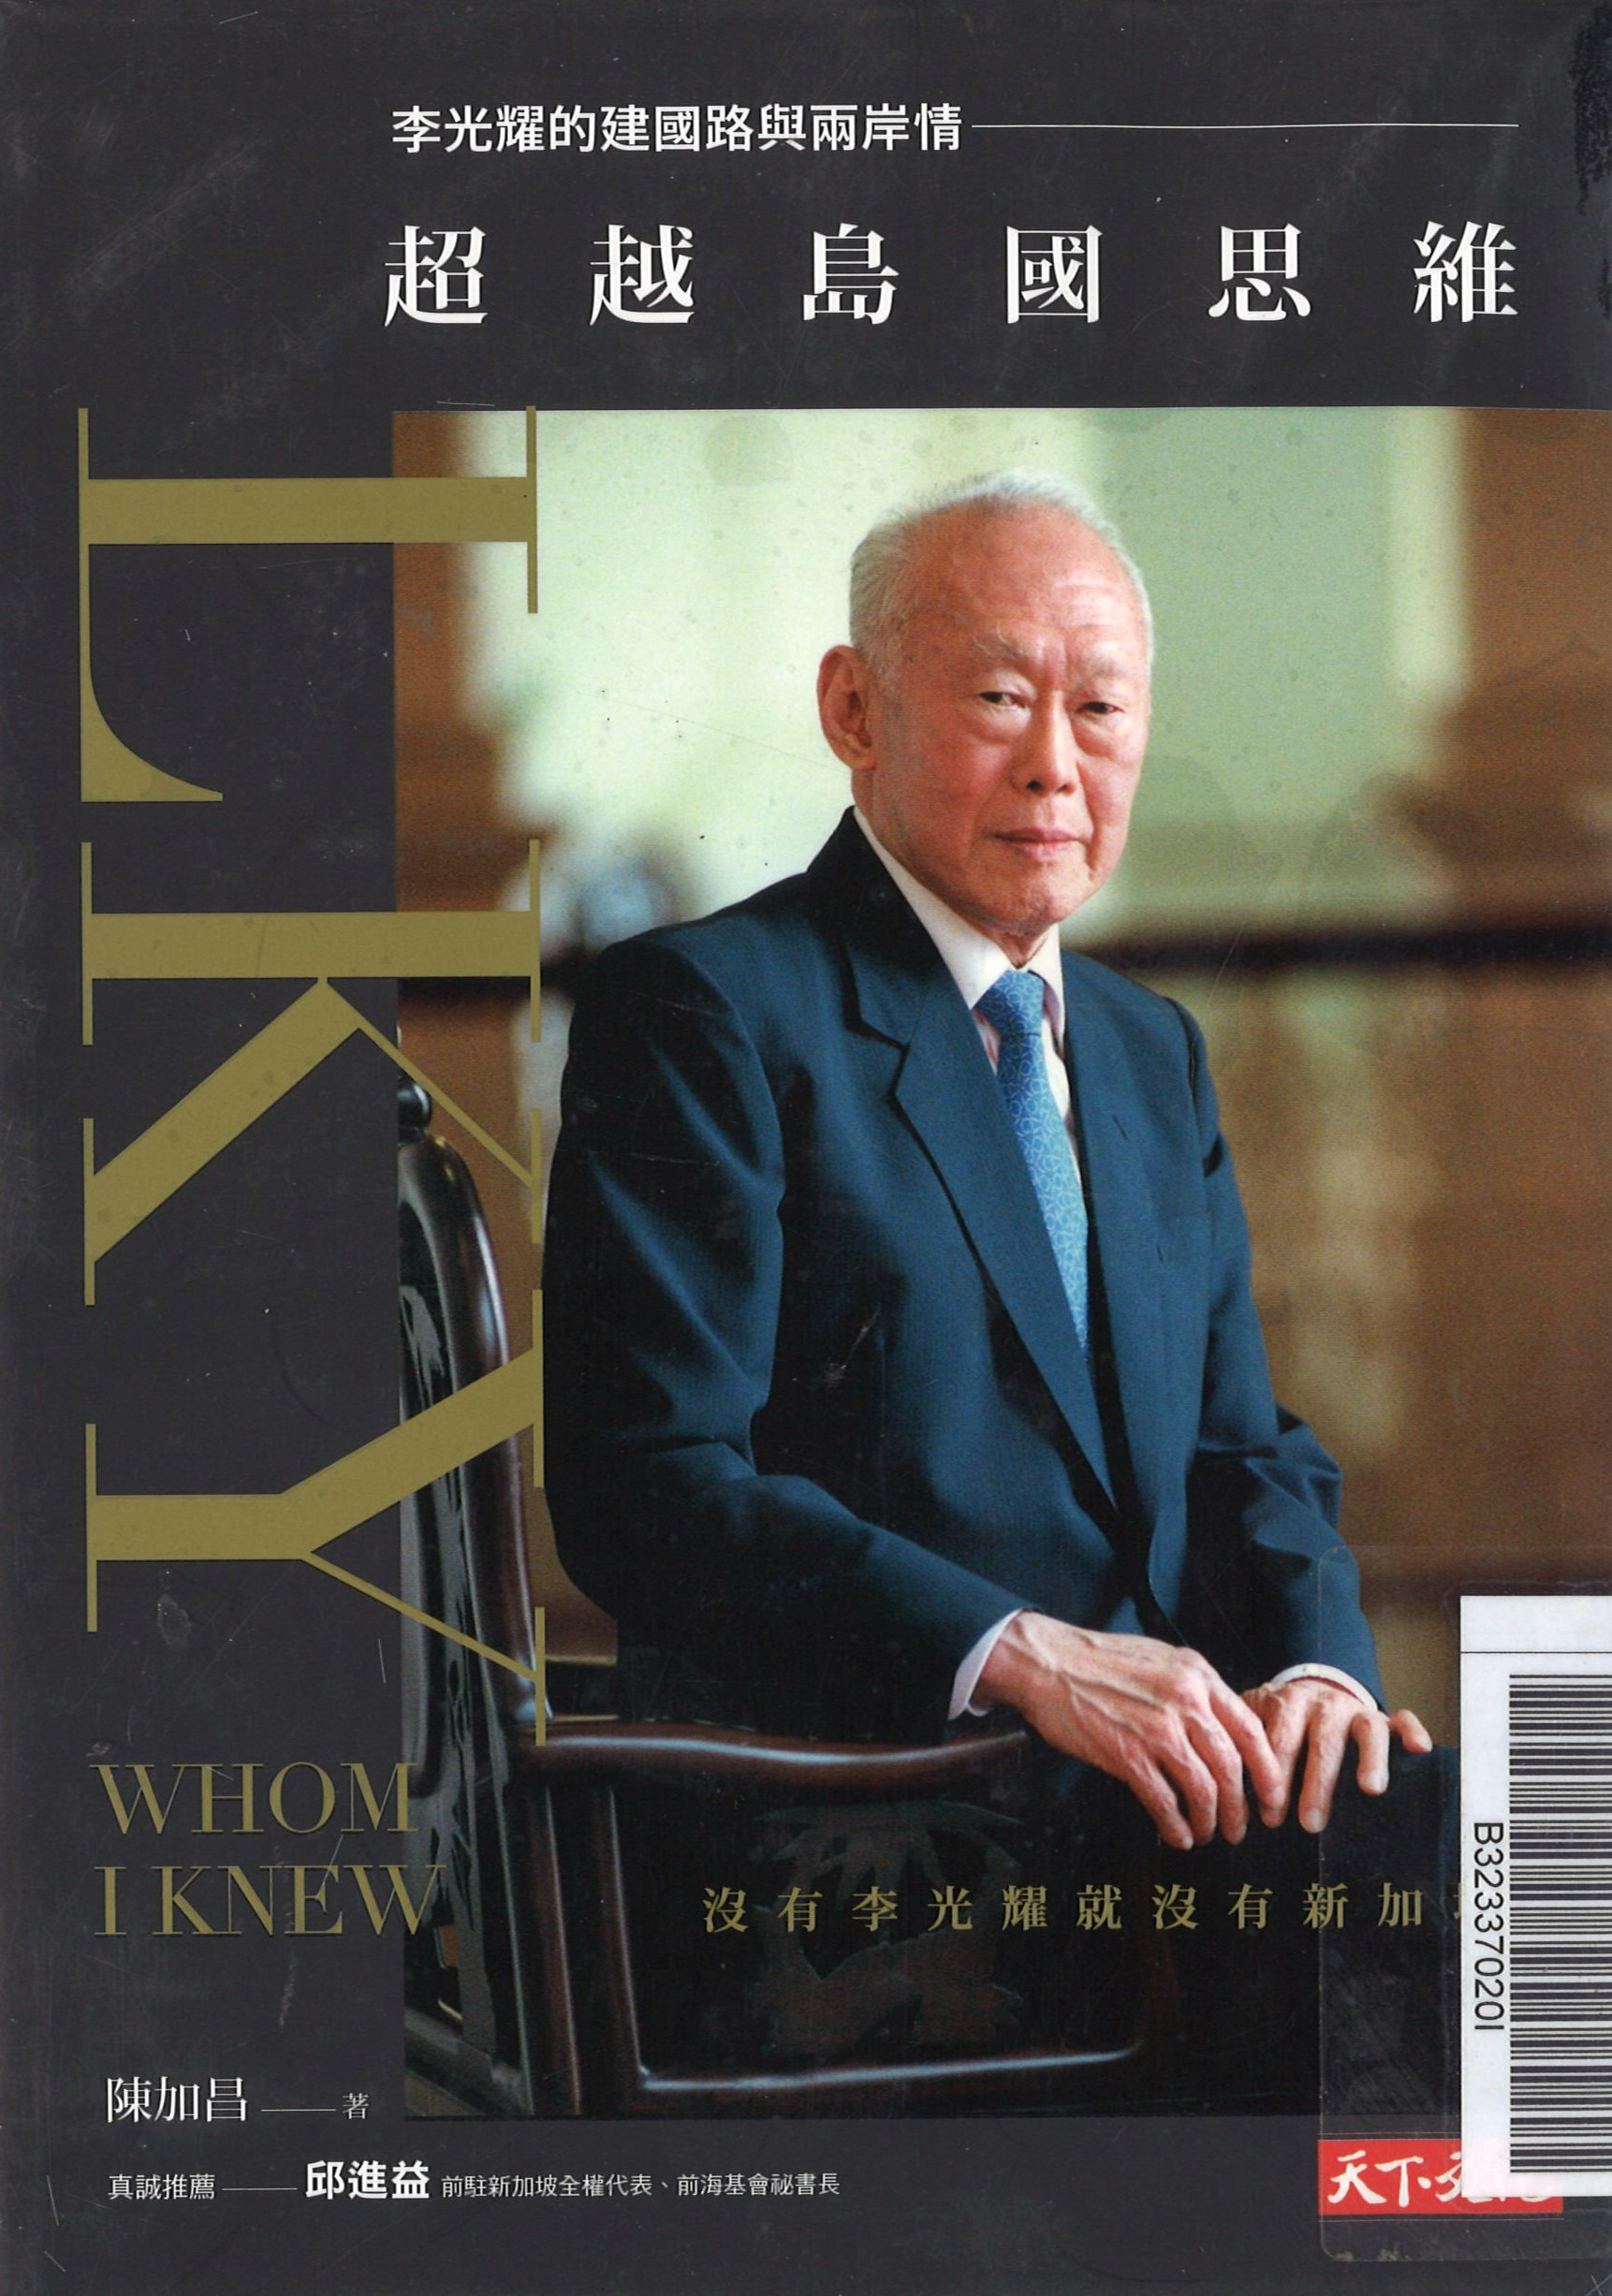 李光耀的建國路與兩岸情
超越島國思維
LKY
WHOM
I KNEW
沒有李光耀就沒有新加
陳加昌 著
真誠推薦 邱進益 前駐新加坡全權代表、前海基會祕書長
天下
B32337020I